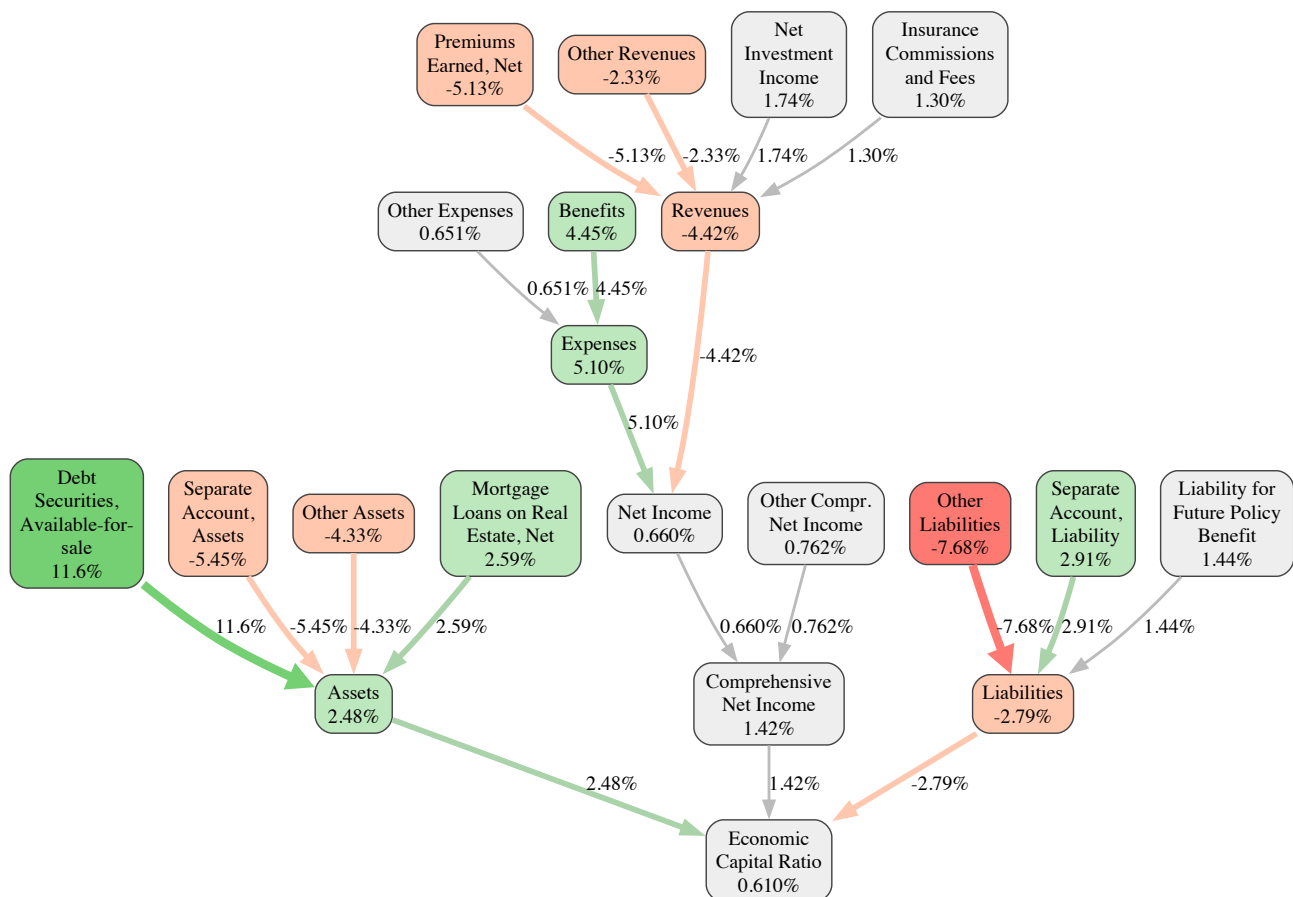 Premiums
Earned, Net
-5.13%
Other Revenues
-2.33%
Net
Investment
Income
1.74%
Insurance
Commissions
and Fees
1.30%
-5.13%
-2.33%
1.74%
1.30%
Other Expenses
0.651%
Benefits
4.45%
Revenues
-4.42%
0.651%
4.45%
Expenses
5.10%
-4.42%
5.10%
Debt
Securities,
Available-for-
sale
11.6%
Separate
Account,
Assets
-5.45%
Other Assets
-4.33%
Mortgage
Loans on Real
Estate, Net
2.59%
Net Income
0.660%
Other Compr.
Net Income
0.762%
Other
Liabilities
-7.68%
Separate
Account,
Liability
2.91%
Liability for
Future Policy
Benefit
1.44%
11.6%
-5.45%
-4.33%
2.59%
0.660%
0.762%
-7.68%
2.91%
1.44%
Assets
2.48%
Comprehensive
Net Income
1.42%
Liabilities
-2.79%
2.48%
1.42%
-2.79%
Economic
Capital Ratio
0.610%